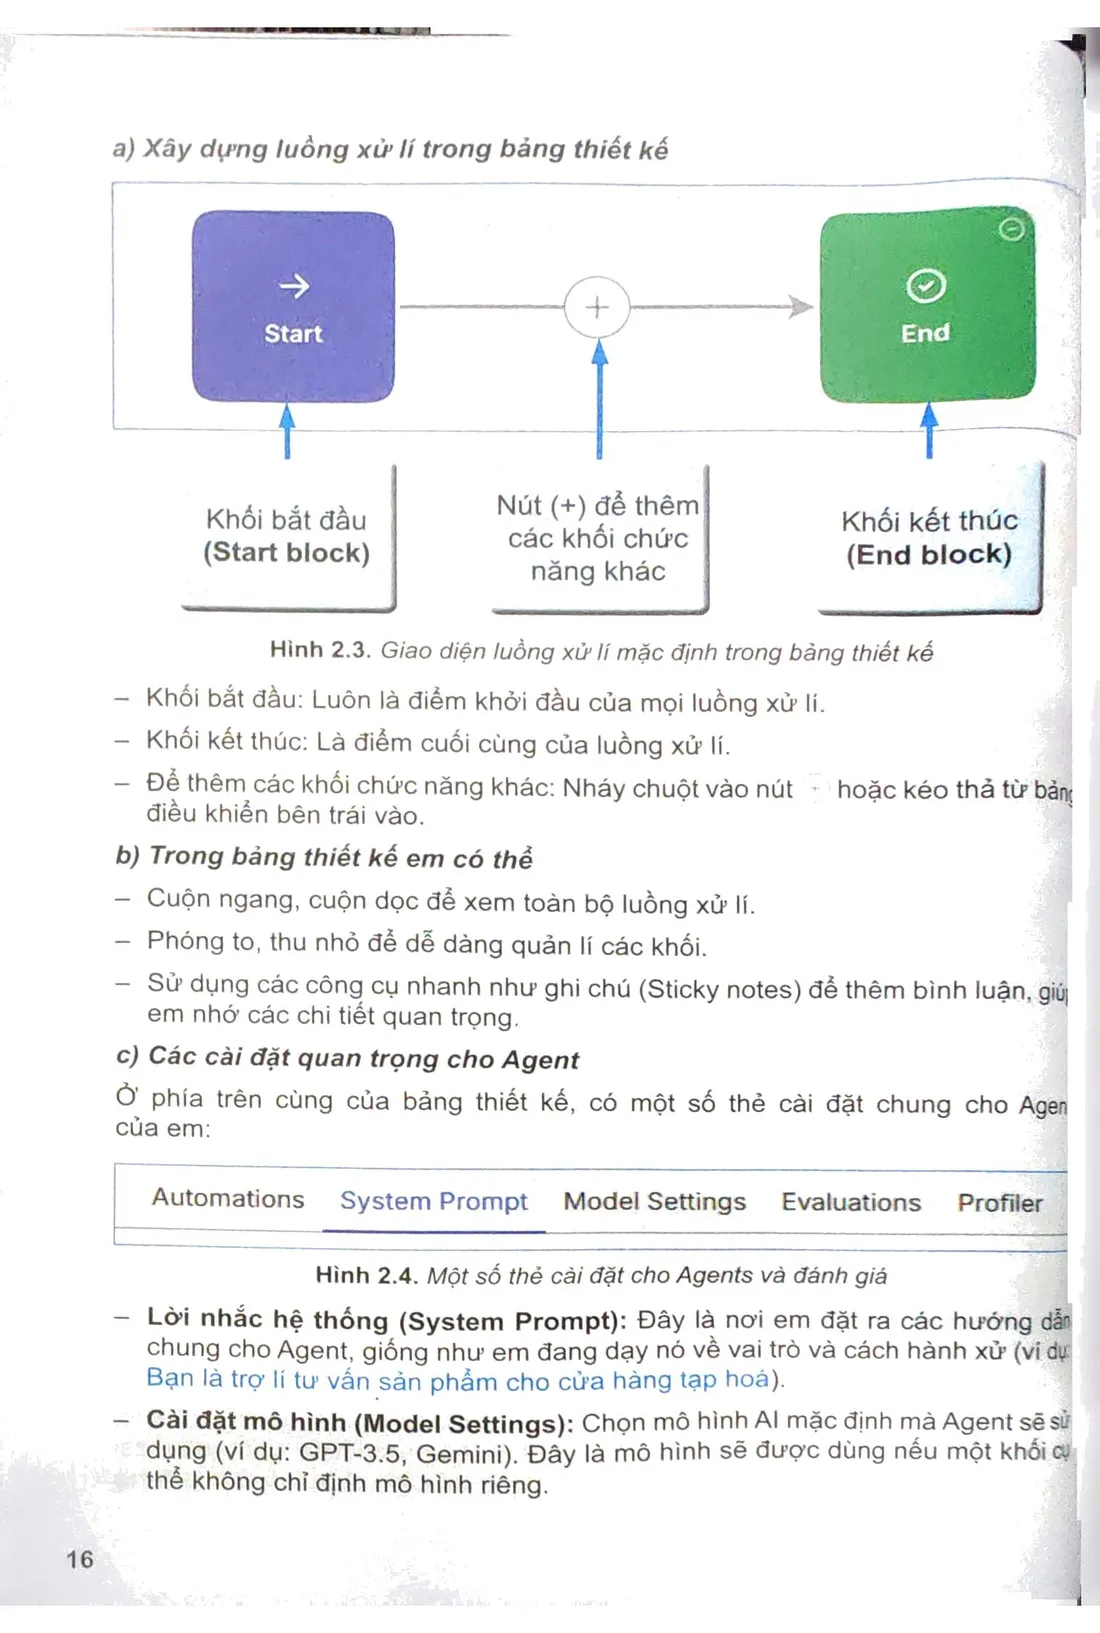 a) Xây dựng luồng xử lí trong bảng thiết kế
Start
End
Khối bắt đầu
(Start block)
Nút (+) để thêm
các khối chức
năng khác
Khối kết thúc
(End block)
Hình 2.3. Giao diện luồng xử lí mặc định trong bảng thiết kế
– Khối bắt đầu: Luôn là điểm khởi đầu của mọi luồng xử lí.
– Khối kết thúc: Là điểm cuối cùng của luồng xử lí.
– Để thêm các khối chức năng khác: Nháy chuột vào nút + hoặc kéo thả từ bảng
điều khiển bên trái vào.
b) Trong bảng thiết kế em có thể
– Cuộn ngang, cuộn dọc để xem toàn bộ luồng xử lí.
– Phóng to, thu nhỏ để dễ dàng quản lí các khối.
– Sử dụng các công cụ nhanh như ghi chú (Sticky notes) để thêm bình luận, giúp
em nhớ các chi tiết quan trọng.
c) Các cài đặt quan trọng cho Agent
Ở phía trên cùng của bảng thiết kế, có một số thẻ cài đặt chung cho Agen
của em:
Automations System Prompt Model Settings Evaluations Profiler
Hình 2.4. Một số thẻ cài đặt cho Agents và đánh giá
– Lời nhắc hệ thống (System Prompt): Đây là nơi em đặt ra các hướng dẫn
chung cho Agent, giống như em đang dạy nó về vai trò và cách hành xử (ví dụ:
Bạn là trợ lí tư vấn sản phẩm cho cửa hàng tạp hoá).
– Cài đặt mô hình (Model Settings): Chọn mô hình AI mặc định mà Agent sẽ sử
dụng (ví dụ: GPT-3.5, Gemini). Đây là mô hình sẽ được dùng nếu một khối cụ
thể không chỉ định mô hình riêng.
16